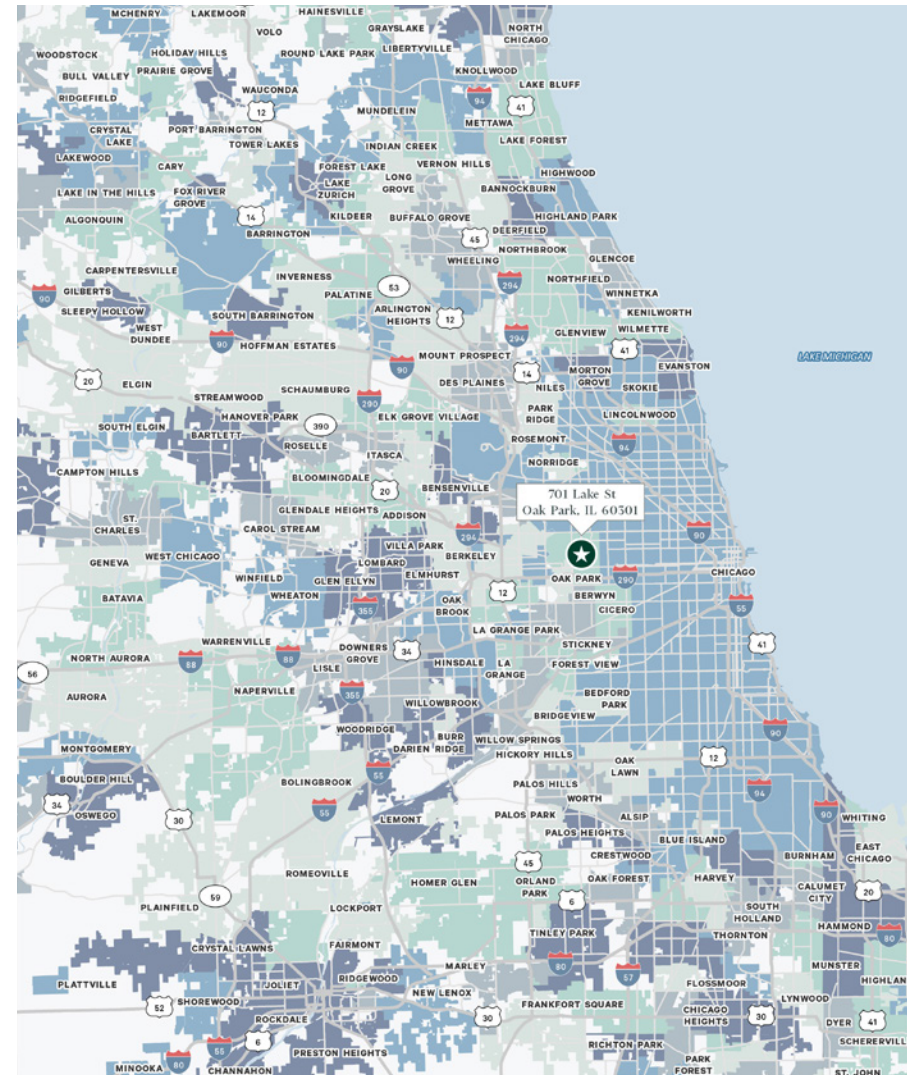 MCHENRY
LAKEMOOR
HAINESVILLE
VOLO
GRAYSLAKE
NORTH
CHICAGO
WOODSTOCK
HOLIDAY HILLS
ROUND LAKE PARK
LIBERTYVILLE
BULL VALLEY
PRAIRIE GROVE
KNOLLWOOD
RIDGEFIELD
WAUCONDA
94
LAKE BLUFF
12
MUNDELEIN
41
CRYSTAL
LAKE
PORT BARRINGTON
METTAWA
TOWER LAKES
INDIAN CREEK
LAKE FOREST
LAKEWOOD
CARY
FOREST LAKE
VERNON HILLS
HIGHWOOD
LAKE IN THE HILLS
FOX RIVER
GROVE
LAKE
ZURICH
LONG
GROVE
BANNOCKBURN
ALGONQUIN
14
KILDEER
BUFFALO GROVE
HIGHLAND PARK
BARRINGTON
45
DEERFIELD
NORTHBROOK
WHEELING
GLENCOE
CARPENTERSVILLE
INVERNESS
294
NORTHFIELD
90
GILBERTS
PALATINE
53
WINNETKA
SLEEPY HOLLOW
SOUTH BARRINGTON
ARLINGTON
HEIGHTS
12
KENILWORTH
WEST
DUNDEE
90
HOFFMAN ESTATES
294
GLENVIEW
WILMETTE
41
MOUNT PROSPECT
LAKE MICHIGAN
20
ELGIN
90
14
MORTON
GROVE
EVANSTON
SCHAUMBURG
DES PLAINES
NILES
SKOKIE
STREAMWOOD
290
HANOVER PARK
ELK GROVE VILLAGE
PARK
RIDGE
LINCOLNWOOD
SOUTH ELGIN
BARTLETT
390
ROSELLE
ROSEMONT
94
ITASCA
NORRIDGE
CAMPTON HILLS
BLOOMINGDALE
BENSENVILLE
20
701 Lake St
Oak Park, IL 60301
GLENDALE HEIGHTS
ADDISON
ST.
CHARLES
CAROL STREAM
294
90
VILLA PARK
GENEVA
WEST CHICAGO
LOMBARD
BERKELEY
CHICAGO
WINFIELD
GLEN ELLYN
ELMHURST
OAK PARK
290
BATAVIA
WHEATON
355
OAK
BROOK
12
BERWYN
CICERO
55
WARRENVILLE
LA GRANGE PARK
41
NORTH AURORA
88
88
DOWNERS
GROVE
34
STICKNEY
56
LISLE
HINSDALE
LA
GRANGE
FOREST VIEW
AURORA
NAPERVILLE
355
WILLOWBROOK
BEDFORD
PARK
BRIDGEVIEW
WOODRIDGE
BURR
RIDGE
DARIEN
WILLOW SPRINGS
90
MONTGOMERY
HICKORY HILLS
12
BOULDER HILL
55
OAK
LAWN
BOLINGBROOK
PALOS HILLS
94
34
OSWEGO
55
WORTH
90
30
LEMONT
PALOS PARK
ALSIP
WHITING
PALOS HEIGHTS
BLUE ISLAND
EAST
CHICAGO
ROMEOVILLE
45
CRESTWOOD
BURNHAM
HOMER GLEN
ORLAND
PARK
OAK FOREST
HARVEY
CALUMET
CITY
20
59
6
PLAINFIELD
LOCKPORT
SOUTH
HOLLAND
HAMMOND
TINLEY PARK
THORNTON
80
CRYSTAL LAWNS
FAIRMONT
80
MUNSTER
MARLEY
57
PLATTVILLE
JOLIET
RIDGEWOOD
FLOSSMOOR
HIGHLAN
NEW LENOX
52
SHOREWOOD
FRANKFORT SQUARE
CHICAGO
HEIGHTS
30
LYNWOOD
ROCKDALE
30
DYER
41
6
55
PRESTON HEIGHTS
RICHTON PARK
SCHERERVILL
80
MINOOKA
CHANNAHON
PARK
FOREST
ST. JOHN